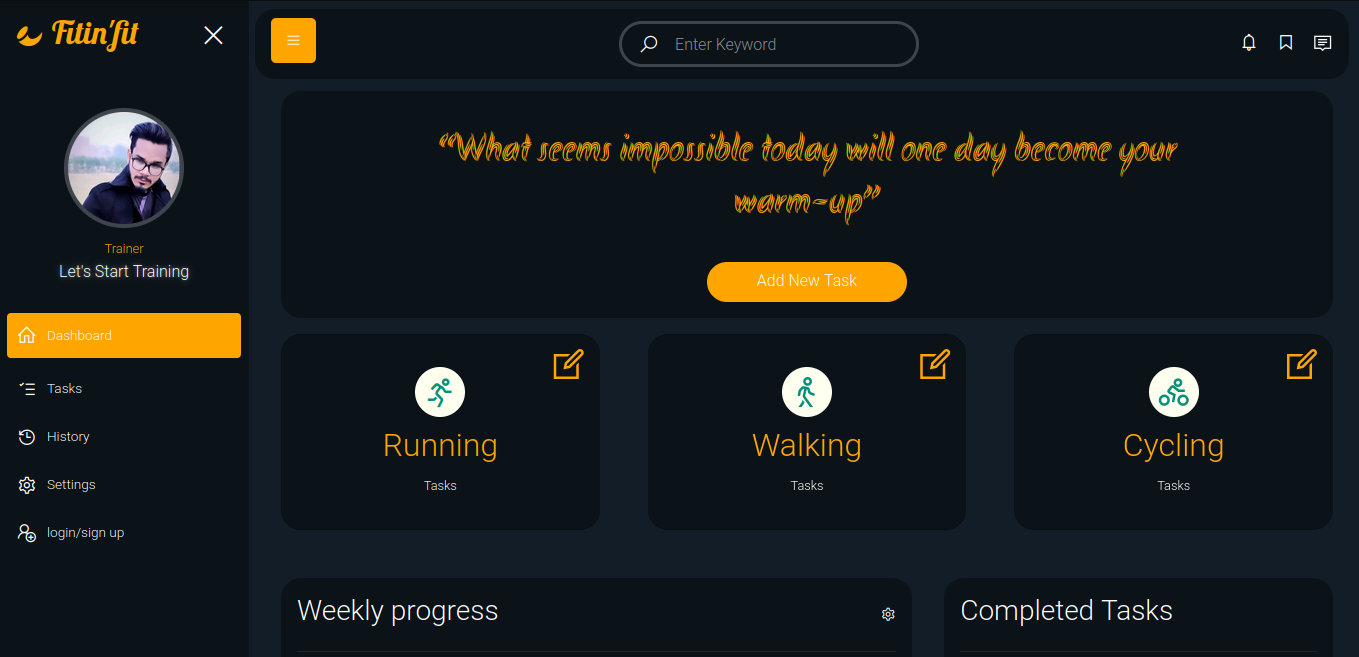 Fitin'fit
Enter Keyword
Trainer
Let's Start Training
Dashboard
Tasks
History
Settings
login/sign up
“What seems impossible today will one day become your
warm-up”
Add New Task
Running
Tasks
Walking
Tasks
Cycling
Tasks
Weekly progress
Completed Tasks